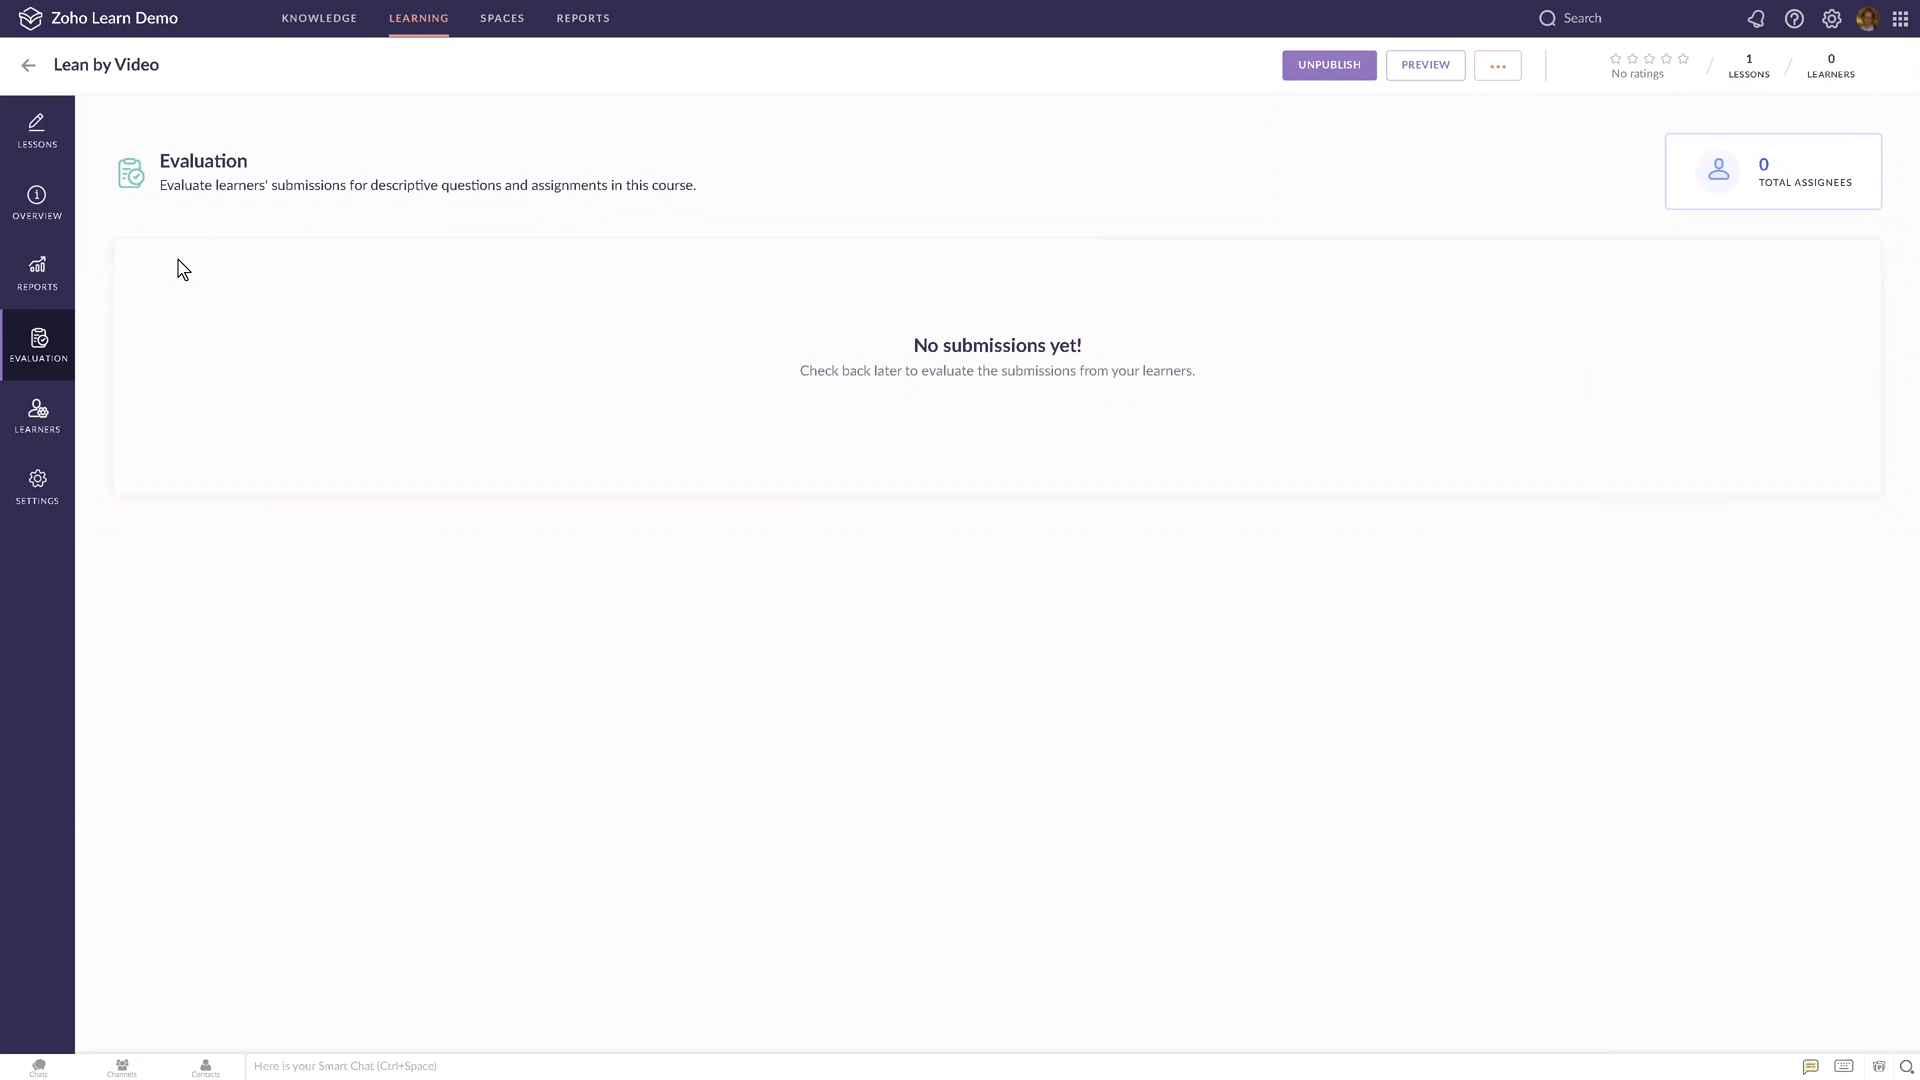 Zoho Learn Demo
KNOWLEDGE
LEARNING
SPACES
REPORTS
Search
Lean by Video
UNPUBLISH
PREVIEW
...
No ratings
1
LESSONS
0
LEARNERS
LESSONS
OVERVIEW
REPORTS
EVALUATION
LEARNERS
SETTINGS
Evaluation
Evaluate learners' submissions for descriptive questions and assignments in this course.
0
TOTAL ASSIGNEES
No submissions yet!
Check back later to evaluate the submissions from your learners.
Chats
Channels
Contacts
Here is your Smart Chat (Ctrl+Space)